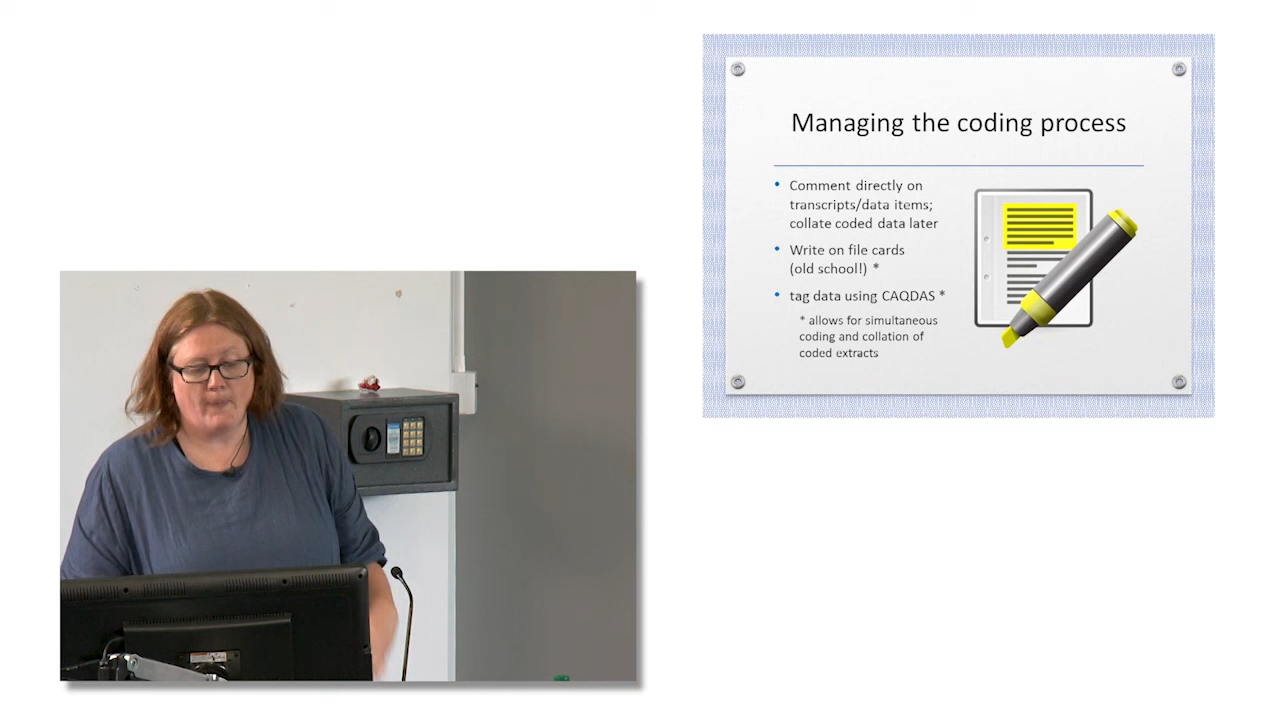 Managing the coding process
• Comment directly on
transcripts/data items;
collate coded data later
• Write on file cards
(old school!) *
• tag data using CAQDAS *
* allows for simultaneous
coding and collation of
coded extracts